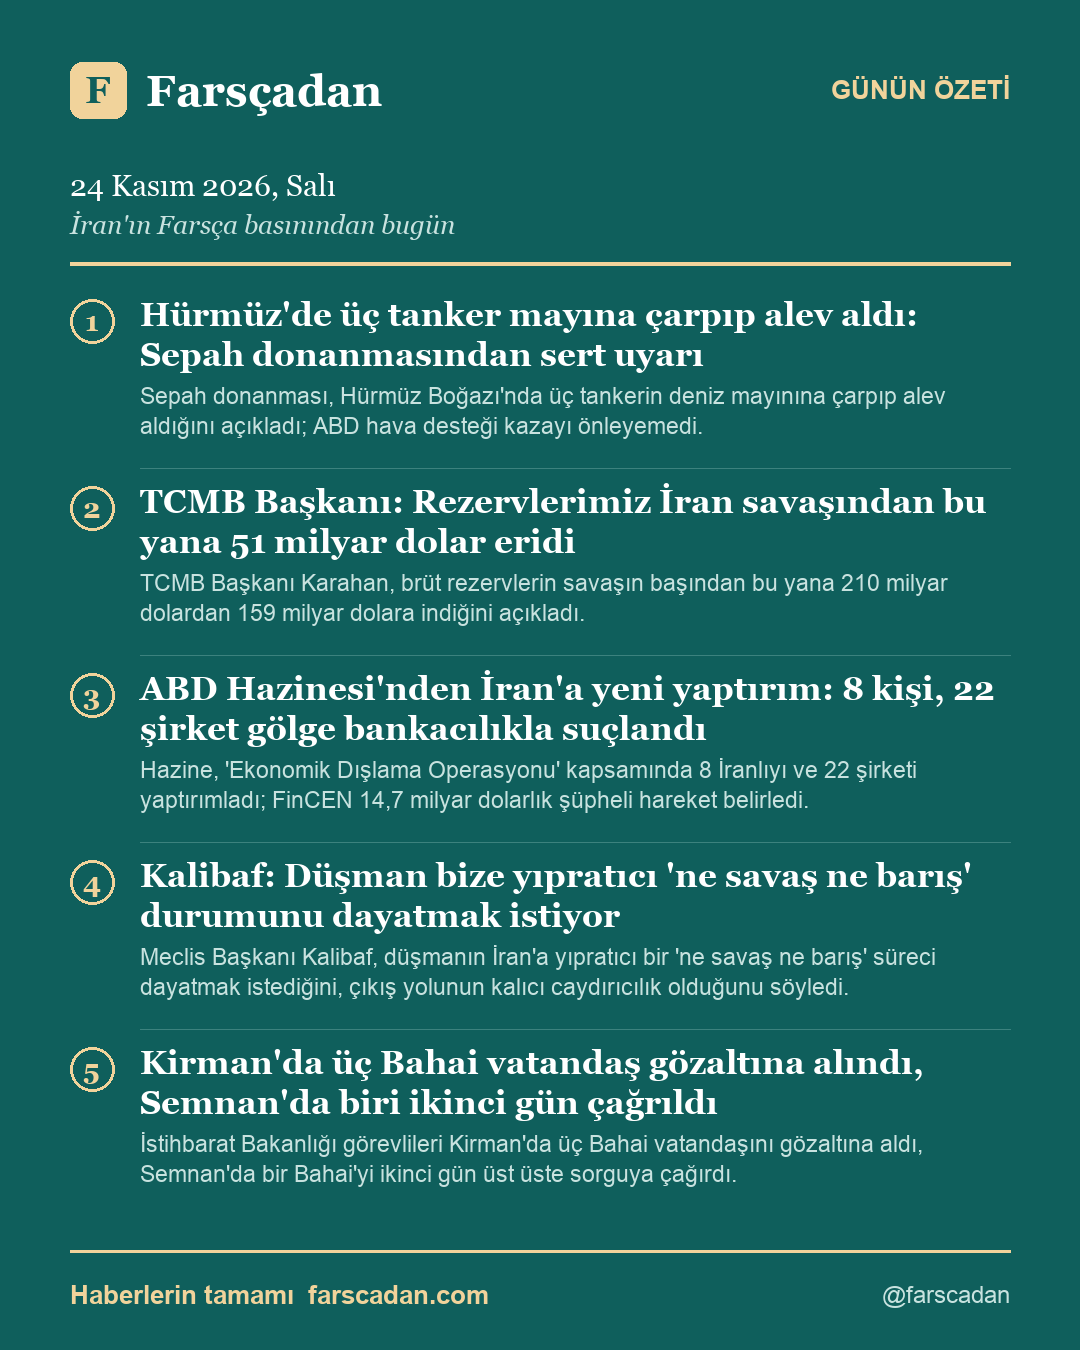 F Farsçadan
GÜNÜN ÖZETİ
24 Kasım 2026, Salı
İran'ın Farsça basınından bugün
1
Hürmüz'de üç tanker mayına çarpıp alev aldı:
Sepah donanmasından sert uyarı
Sepah donanması, Hürmüz Boğazı'nda üç tankerin deniz mayınına çarpıp alev
aldığını açıkladı; ABD hava desteği kazayı önleyemedi.
2
TCMB Başkanı: Rezervlerimiz İran savaşından bu
yana 51 milyar dolar eridi
TCMB Başkanı Karahan, brüt rezervlerin savaşın başından bu yana 210 milyar
dolardan 159 milyar dolara indiğini açıkladı.
3
ABD Hazinesi'nden İran'a yeni yaptırım: 8 kişi, 22
şirket gölge bankacılıkla suçlandı
Hazine, 'Ekonomik Dışlama Operasyonu' kapsamında 8 İranlıyı ve 22 şirketi
yaptırımladı; FinCEN 14,7 milyar dolarlık şüpheli hareket belirledi.
4
Kalibaf: Düşman bize yıpratıcı 'ne savaş ne barış'
durumunu dayatmak istiyor
Meclis Başkanı Kalibaf, düşmanın İran'a yıpratıcı bir 'ne savaş ne barış' süreci
dayatmak istediğini, çıkış yolunun kalıcı caydırıcılık olduğunu söyledi.
5
Kirman'da üç Bahai vatandaş gözaltına alındı,
Semnan'da biri ikinci gün çağrıldı
İstihbarat Bakanlığı görevlileri Kirman'da üç Bahai vatandaşını gözaltına aldı,
Semnan'da bir Bahai'yi ikinci gün üst üste sorguya çağırdı.
Haberlerin tamamı farscadan.com
@farscadan